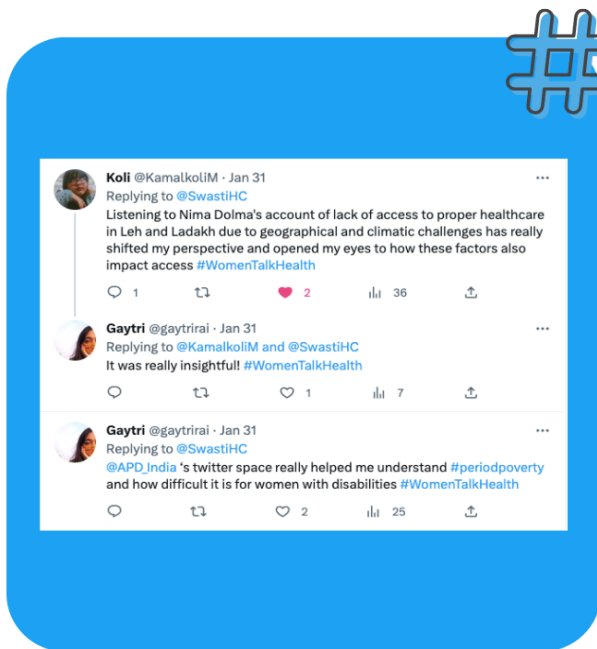 Koli @KamalkoliM · Jan 31
Replying to @SwastiHC
Listening to Nima Dolma's account of lack of access to proper healthcare
in Leh and Ladakh due to geographical and climatic challenges has really
shifted my perspective and opened my eyes to how these factors also
impact access #WomenTalkHealth
1 2 36
Gaytri @gaytrirai · Jan 31
Replying to @KamalkoliM and @SwastiHC
It was really insightful! #WomenTalkHealth
1 7
Gaytri @gaytrirai · Jan 31
Replying to @SwastiHC
@APD_India 's twitter space really helped me understand #periodpoverty
and how difficult it is for women with disabilities #WomenTalkHealth
2 25